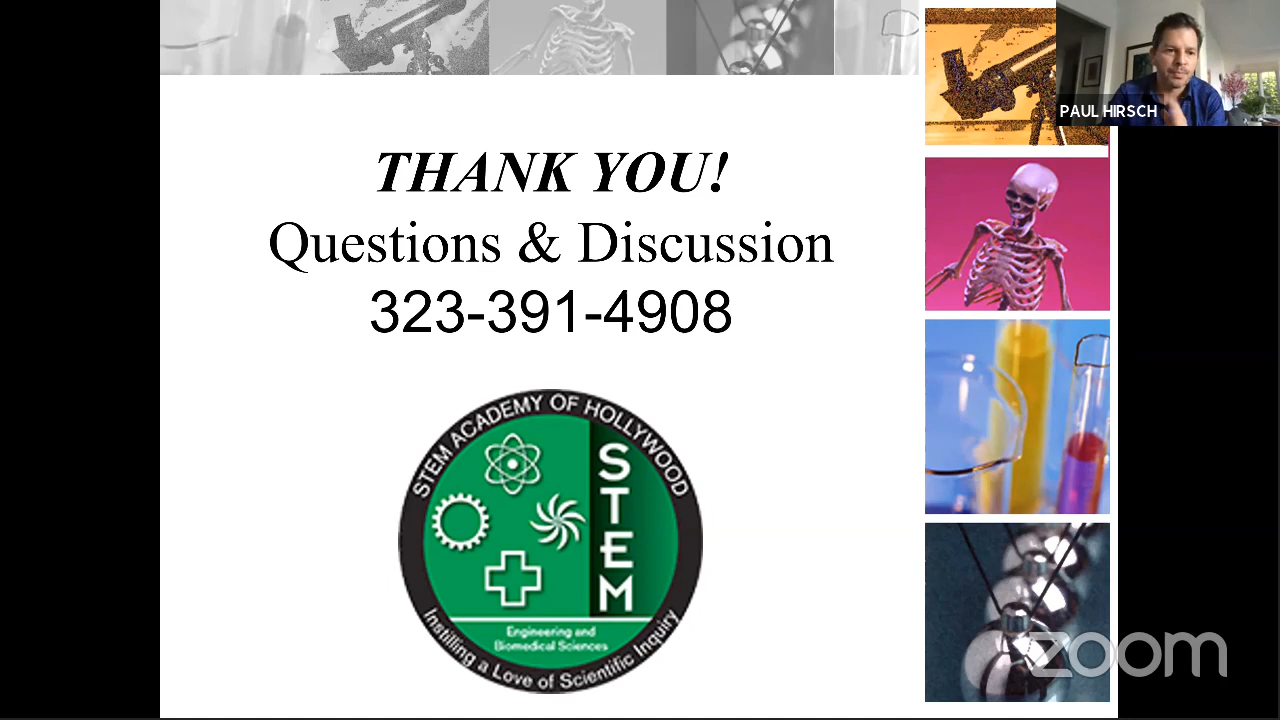 PAUL HIRSCH
THANK YOU!
Questions & Discussion
323-391-4908
STEM ACADEMY OF HOLLYWOOD
STEM
Engineering and
Biomedical Sciences
Instilling a Love of Scientific Inquiry
zoom